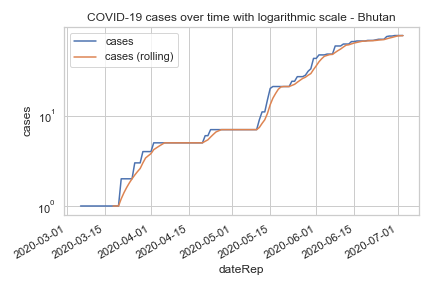 COVID-19 cases over time with logarithmic scale - Bhutan
cases
cases (rolling)
cases
10¹
10⁰
2020-03-01
2020-03-15
2020-04-01
2020-04-15
2020-05-01
2020-05-15
2020-06-01
2020-06-15
2020-07-01
dateRep